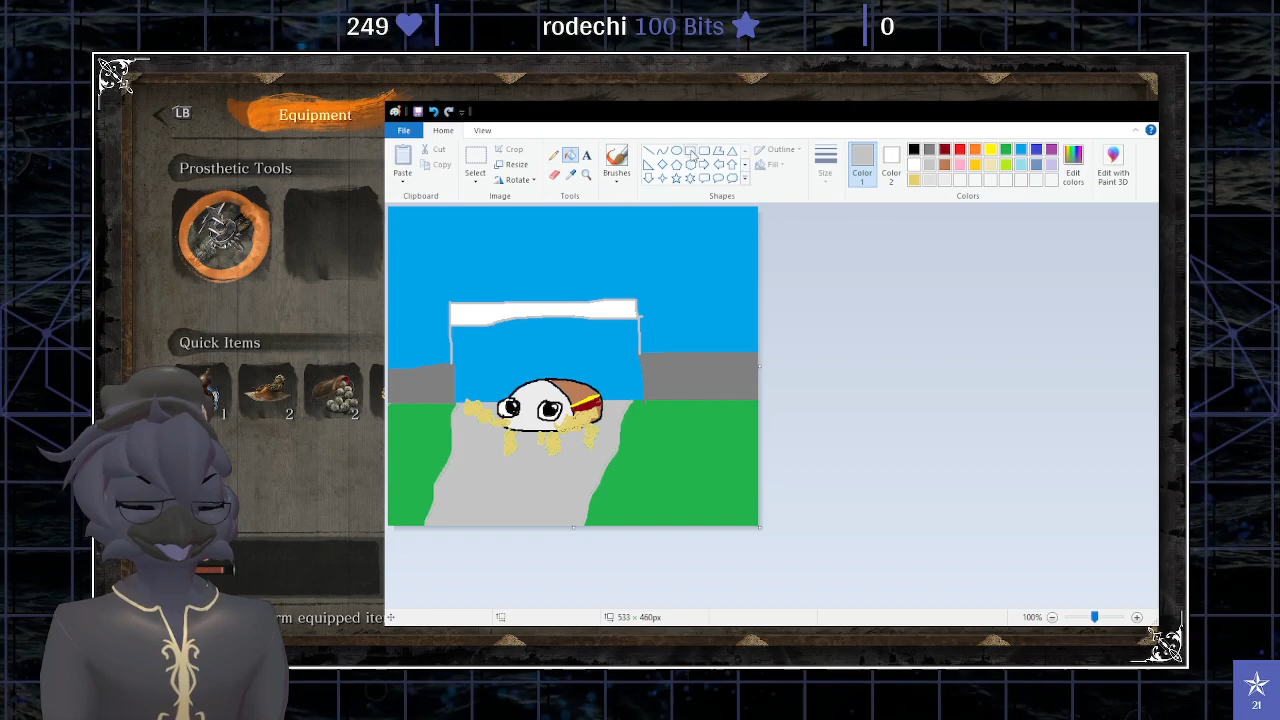 249
rodechi 100 Bits
0
LB
Equipment
Prosthetic Tools
Quick Items
1
2
2
rm equipped ite
File
Home
View
Paste
Cut
Copy
Clipboard
Select
Crop
Resize
Rotate
Image
A
Tools
Brushes
Outline
Fill
Shapes
Size
Color
1
Color
2
Edit
colors
Edit with
Paint 3D
Colors
533 × 460px
100%
21